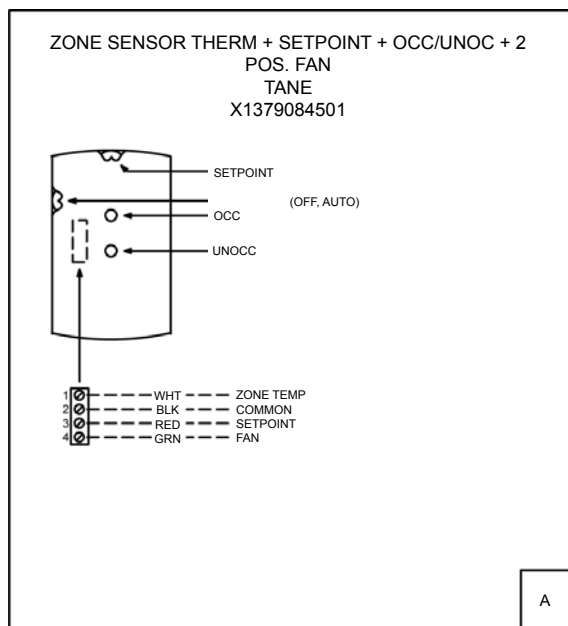 ZONE SENSOR THERM + SETPOINT + OCC/UNOC + 2
POS. FAN
TANE
X1379084501
SETPOINT
(OFF, AUTO)
OCC
UNOCC
1 WHT ZONE TEMP
2 BLK COMMON
3 RED SETPOINT
4 GRN FAN
A